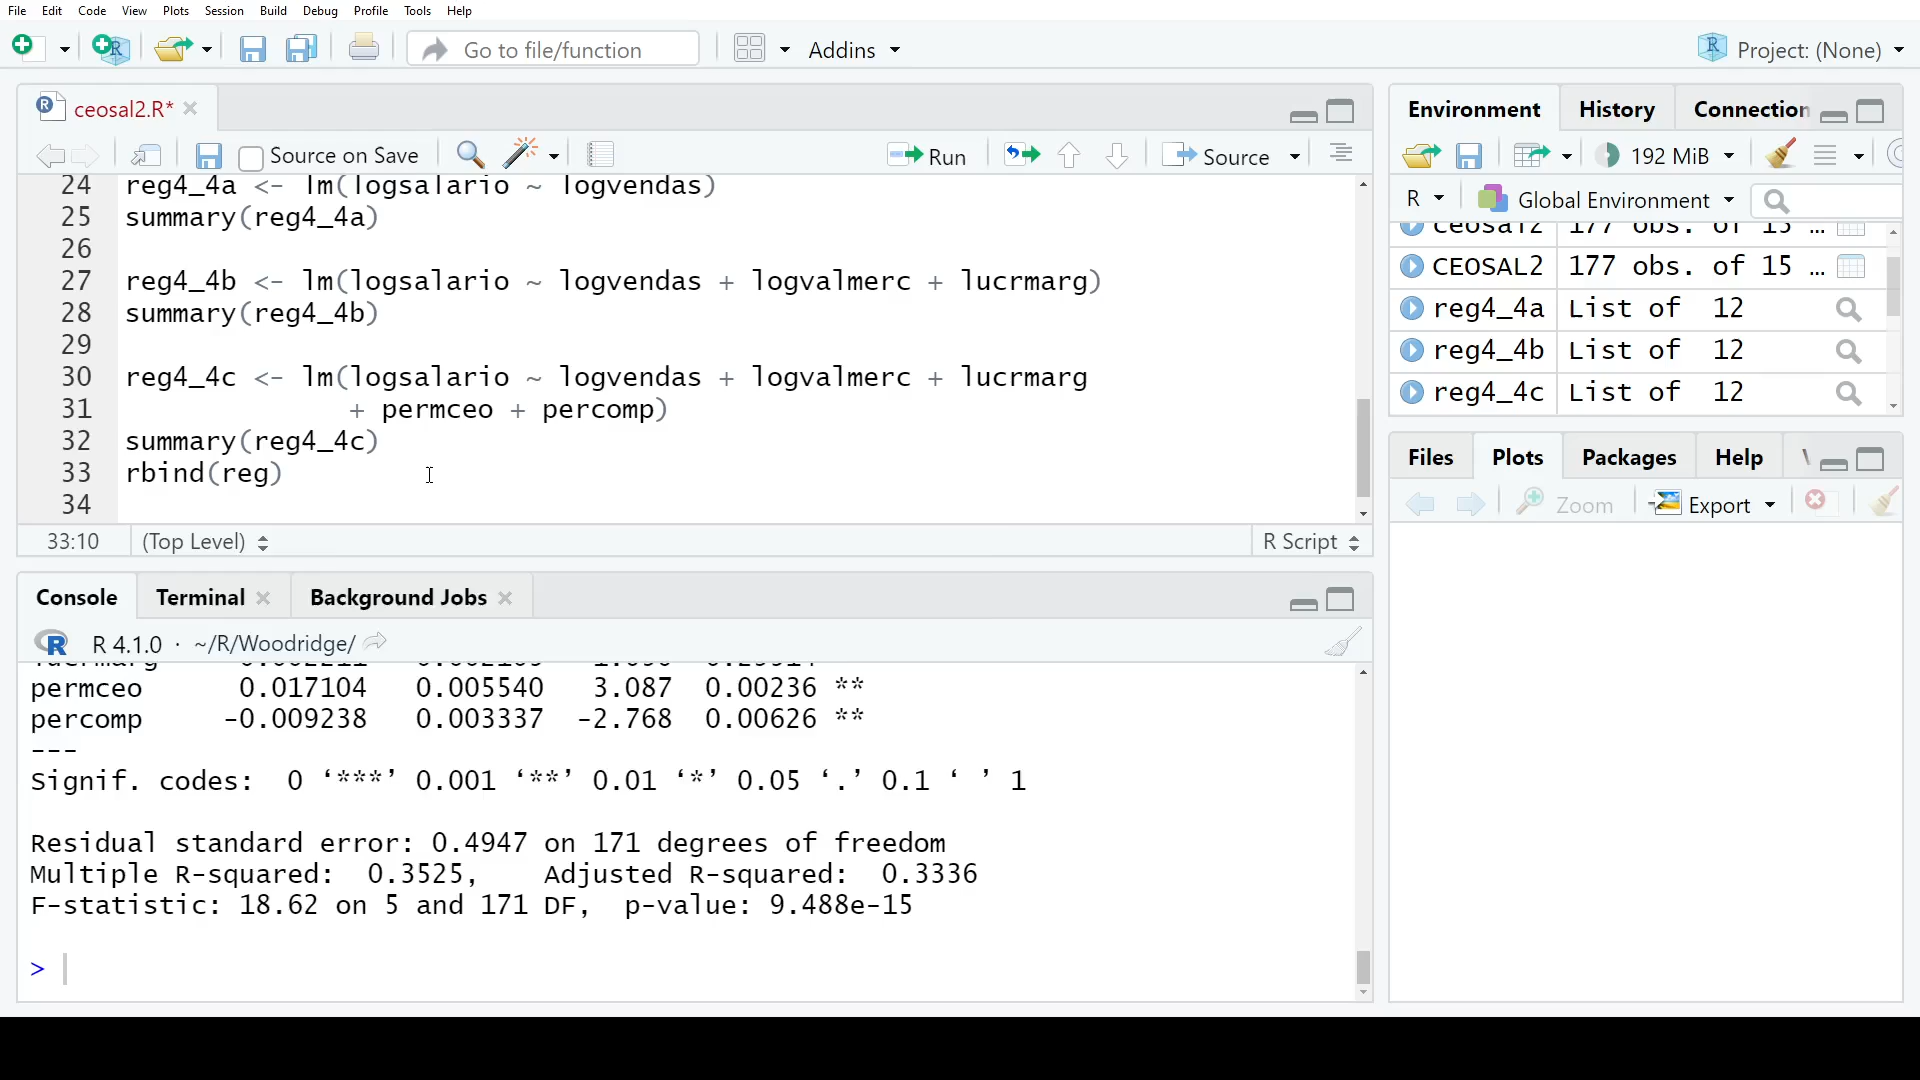 File Edit Code View Plots Session Build Debug Profile Tools Help
Go to file/function Addins Project: (None)
ceosal2.R*
Source on Save Run Source
24 reg4_4a <- lm(logsalario ~ logvendas)
25 summary(reg4_4a)
26
27 reg4_4b <- lm(logsalario ~ logvendas + logvalmerc + lucrmarg)
28 summary(reg4_4b)
29
30 reg4_4c <- lm(logsalario ~ logvendas + logvalmerc + lucrmarg
31 + permceo + percomp)
32 summary(reg4_4c)
33 rbind(reg)
34
33:10 (Top Level) R Script
Console Terminal Background Jobs
R 4.1.0 · ~/R/Woodridge/
lucrmarg
permceo 0.017104 0.005540 3.087 0.00236 **
percomp -0.009238 0.003337 -2.768 0.00626 **
---
Signif. codes: 0 ‘***’ 0.001 ‘**’ 0.01 ‘*’ 0.05 ‘.’ 0.1 ‘ ’ 1
Residual standard error: 0.4947 on 171 degrees of freedom
Multiple R-squared: 0.3525, Adjusted R-squared: 0.3336
F-statistic: 18.62 on 5 and 171 DF, p-value: 9.488e-15
>
Environment History Connection
192 MiB
R Global Environment
ceosal2 177 obs. of 15 ...
CEOSAL2 177 obs. of 15 ...
reg4_4a List of 12
reg4_4b List of 12
reg4_4c List of 12
Files Plots Packages Help
Zoom Export